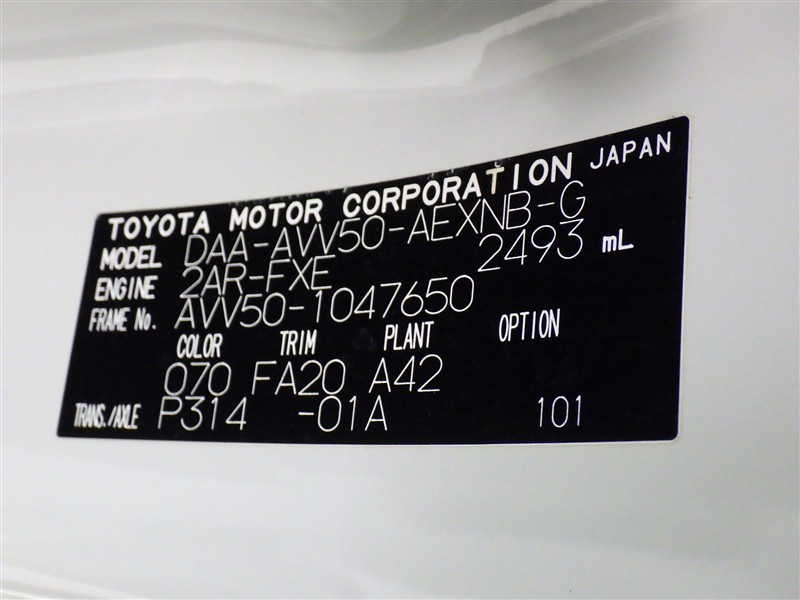 TOYOTA MOTOR CORPORATION JAPAN
MODEL DAA-AVV50-AEXNB-G
ENGINE 2AR-FXE 2493 mL
FRAME No. AVV50-1047650
COLOR TRIM PLANT OPTION
070 FA20 A42
TRANS./AXLE P314 -01A 101